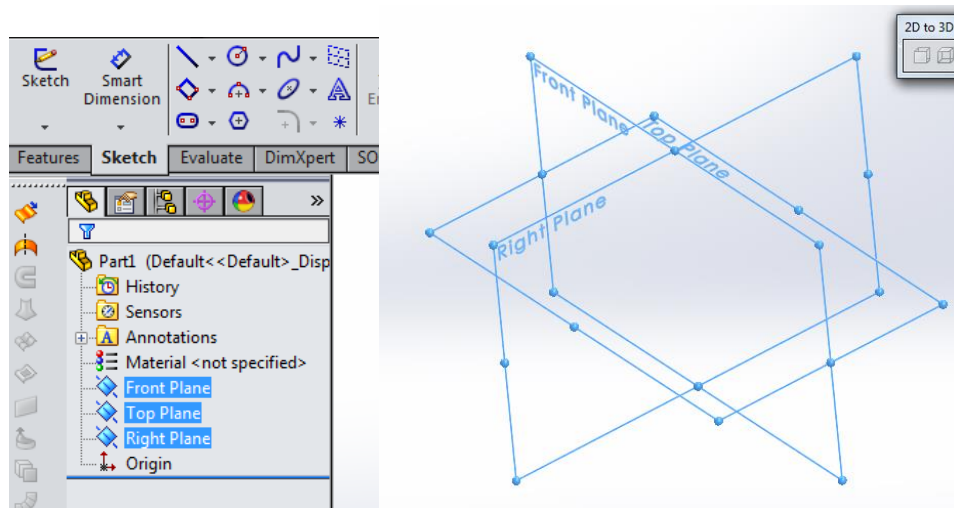 Sketch
Smart
Dimension
Features
Sketch
Evaluate
DimXpert
SO
Part1 (Default<<Default>_Disp
History
Sensors
Annotations
Material <not specified>
Front Plane
Top Plane
Right Plane
Origin
Front Plane
Top Plane
Right Plane
2D to 3D